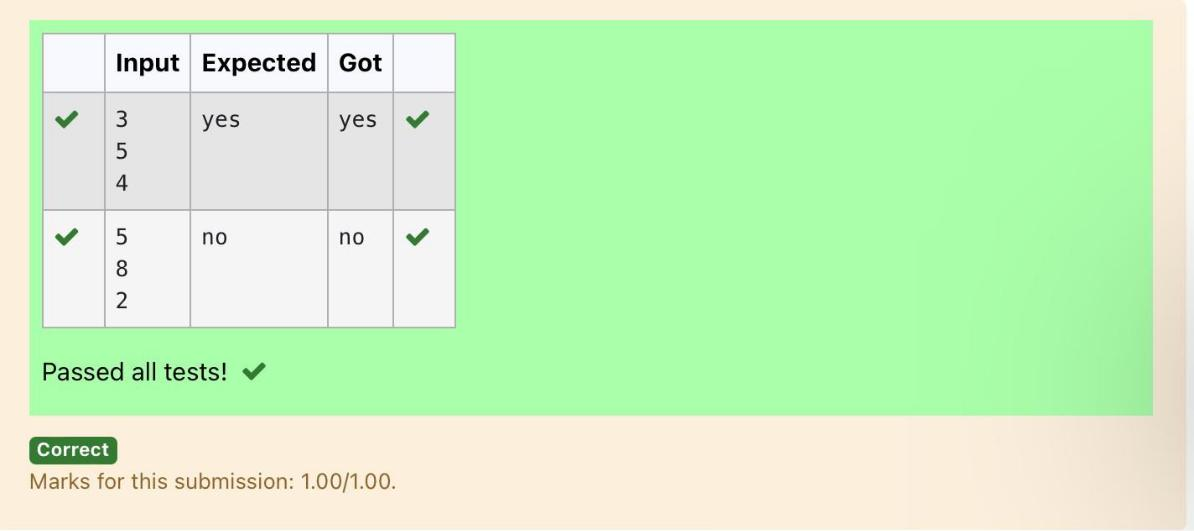 Input Expected Got
3 yes yes
5
4
5 no no
8
2
Passed all tests!
Correct
Marks for this submission: 1.00/1.00.